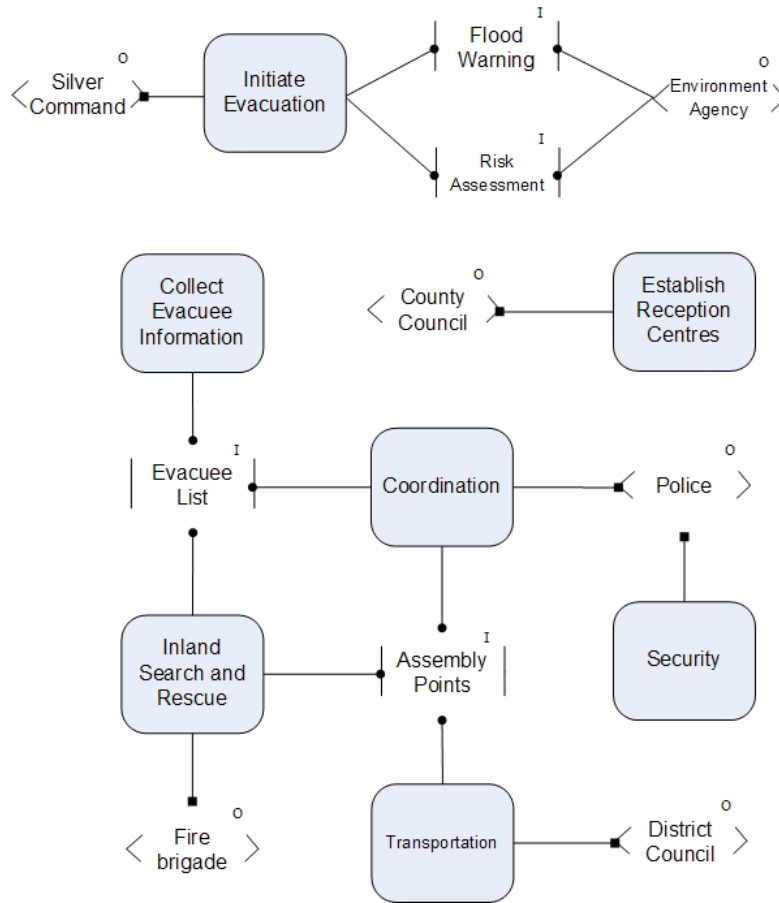 I
O
O
Silver
Command
Initiate
Evacuation
Flood
Warning
Environment
Agency
I
Risk
Assessment
Collect
Evacuee
Information
O
County
Council
Establish
Reception
Centres
I
Evacuee
List
Coordination
O
Police
Inland
Search and
Rescue
I
Assembly
Points
Security
O
Fire
brigade
Transportation
O
District
Council